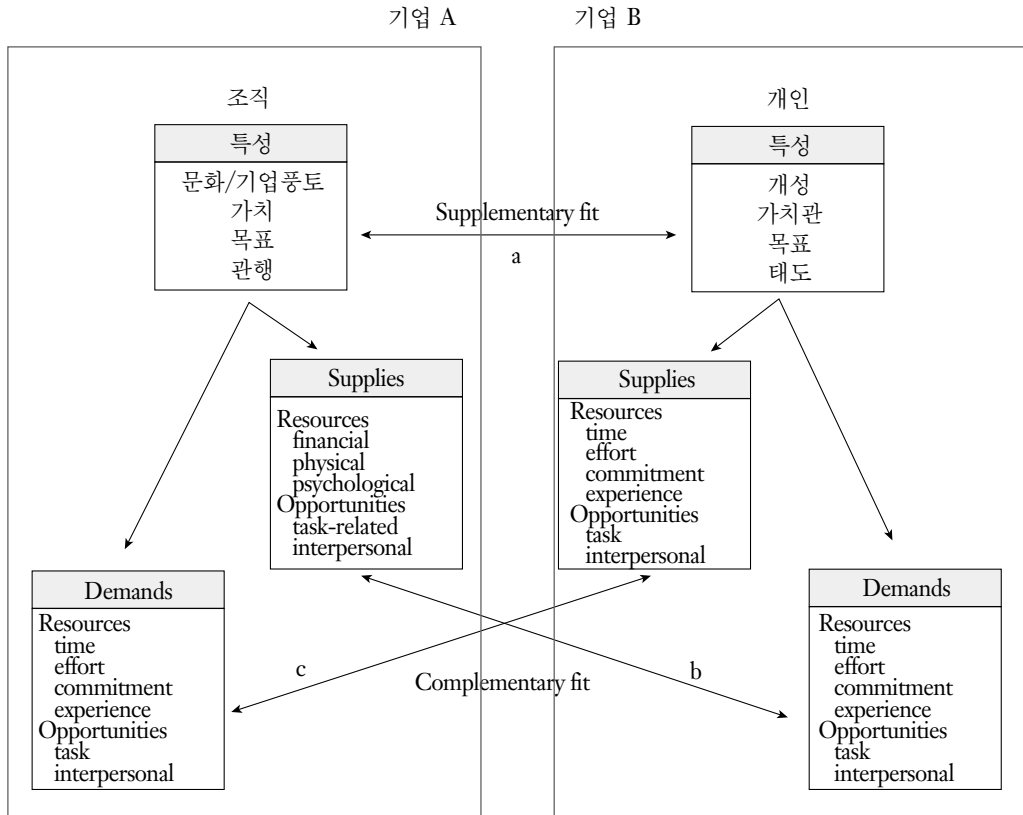 기업 A
기업 B
조직
특성
문화/기업풍토
가치
목표
관행
개인
특성
개성
가치관
목표
태도
Supplementary fit
a
Supplies
Resources
financial
physical
psychological
Opportunities
task-related
interpersonal
Supplies
Resources
time
effort
commitment
experience
Opportunities
task
interpersonal
Demands
Resources
time
effort
commitment
experience
Opportunities
task
interpersonal
c
Complementary fit
b
Demands
Resources
time
effort
commitment
experience
Opportunities
task
interpersonal